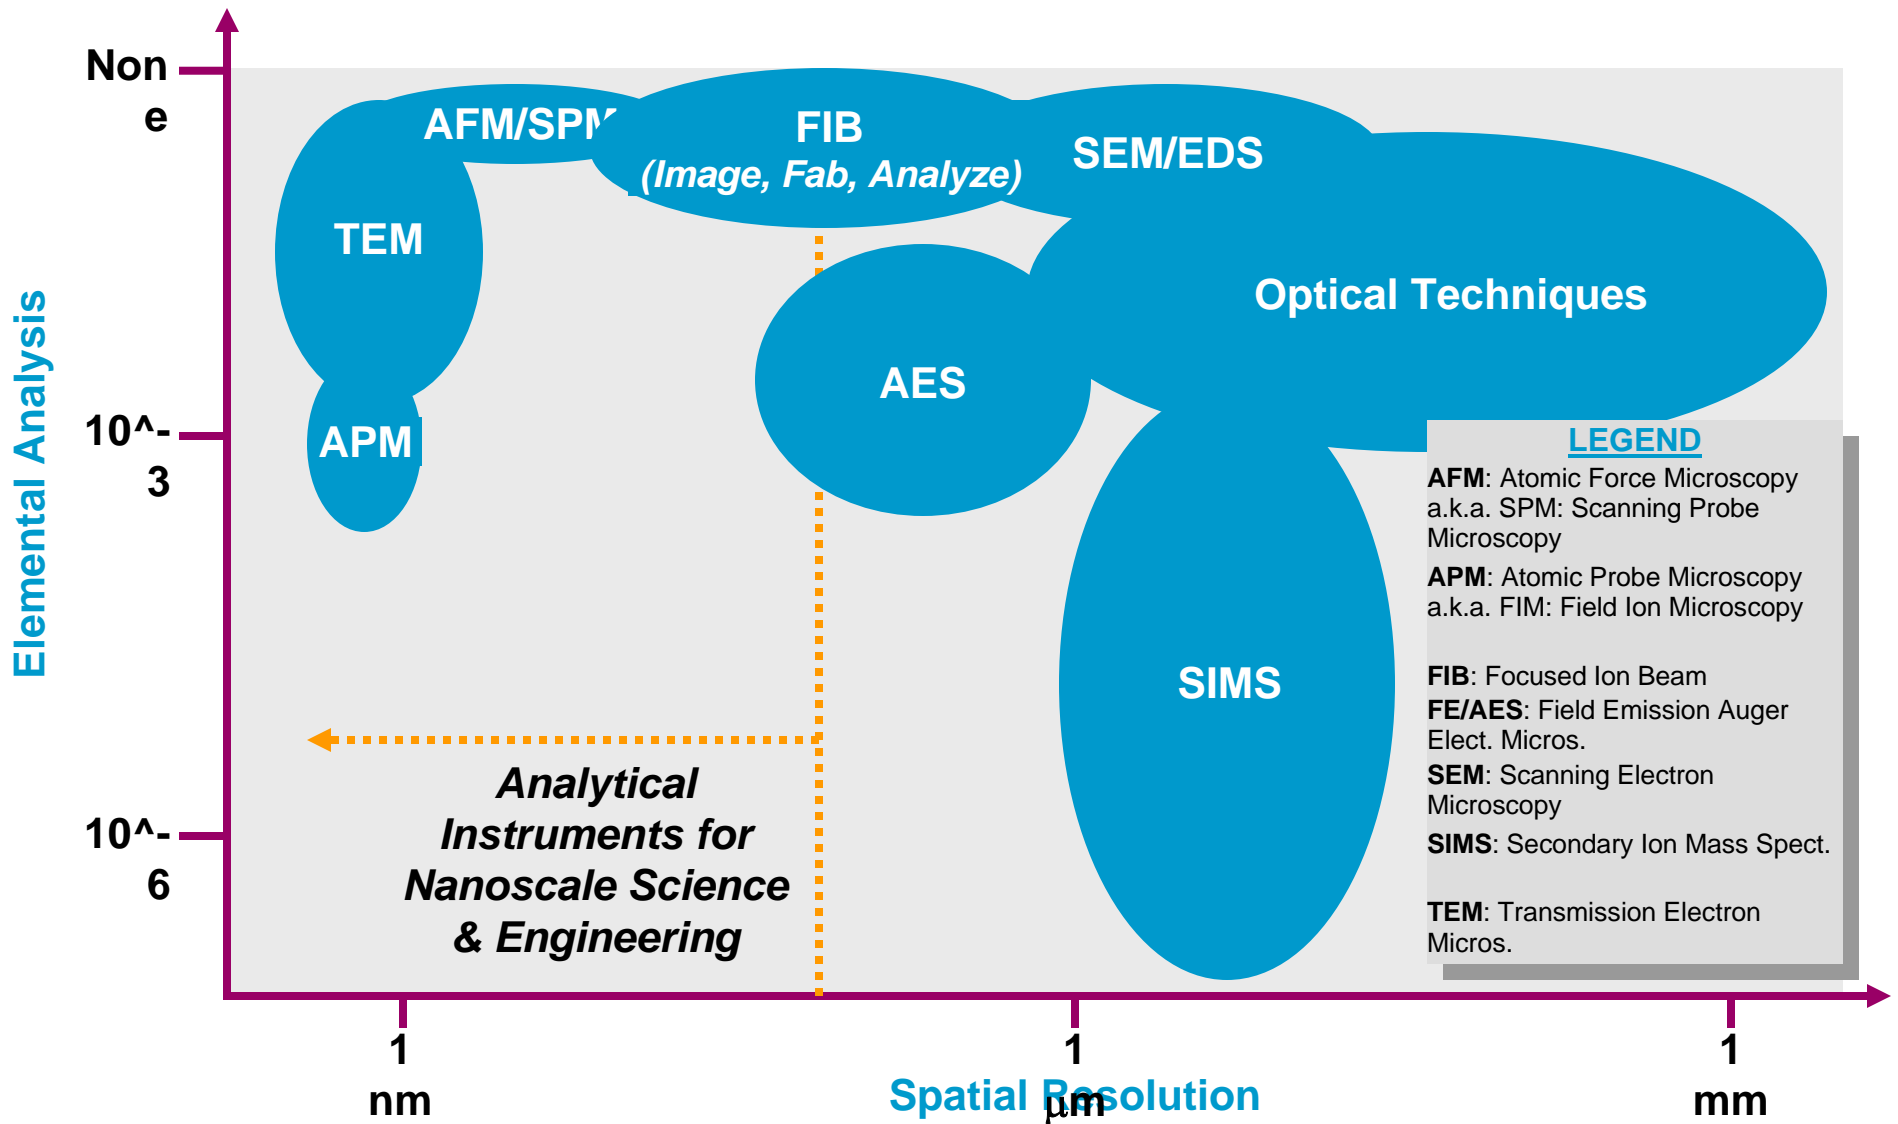 Non
e
AFM/SPM
FIB
(Image, Fab, Analyze)
SEM/EDS
TEM
Optical Techniques
AES
APM
10^-
3
Elemental Analysis
LEGEND
AFM: Atomic Force Microscopy
a.k.a. SPM: Scanning Probe
Microscopy
APM: Atomic Probe Microscopy
a.k.a. FIM: Field Ion Microscopy
FIB: Focused Ion Beam
FE/AES: Field Emission Auger
Elect. Micros.
SEM: Scanning Electron
Microscopy
SIMS: Secondary Ion Mass Spect.
TEM: Transmission Electron
Micros.
SIMS
Analytical
Instruments for
Nanoscale Science
& Engineering
10^-
6
1
nm
1
μm
1
mm
Spatial Resolution